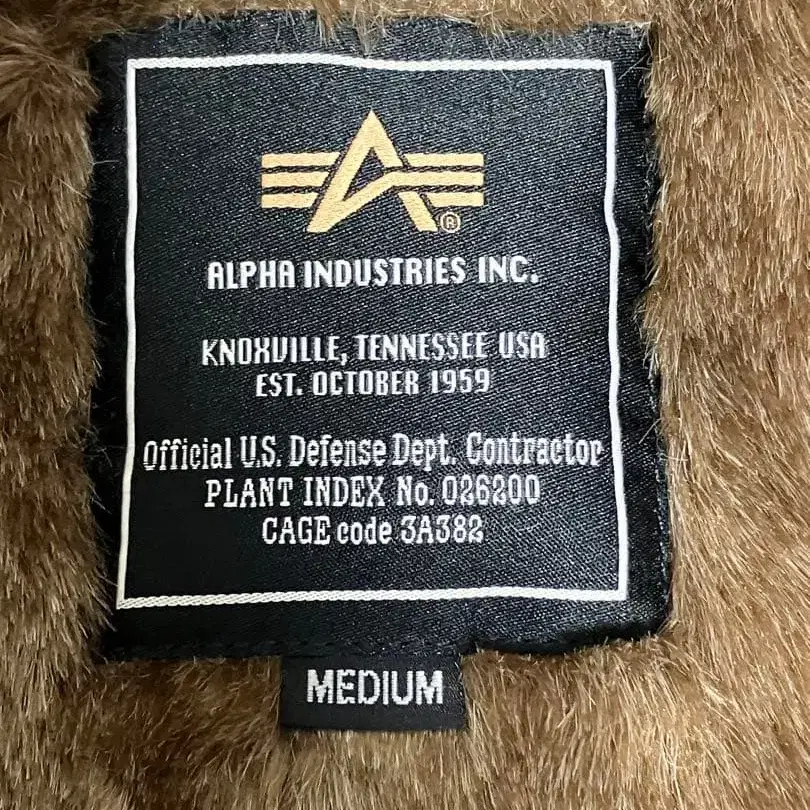 ®
ALPHA INDUSTRIES INC.
KNOXVILLE, TENNESSEE USA
EST. OCTOBER 1959
Official U.S. Defense Dept. Contractor
PLANT INDEX No. 026200
CAGE code 3A382
MEDIUM